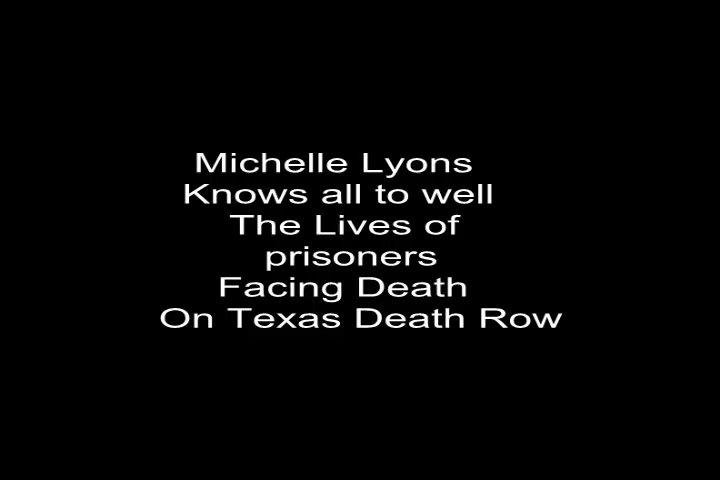 Michelle Lyons
Knows all to well
The Lives of
prisoners
Facing Death
On Texas Death Row